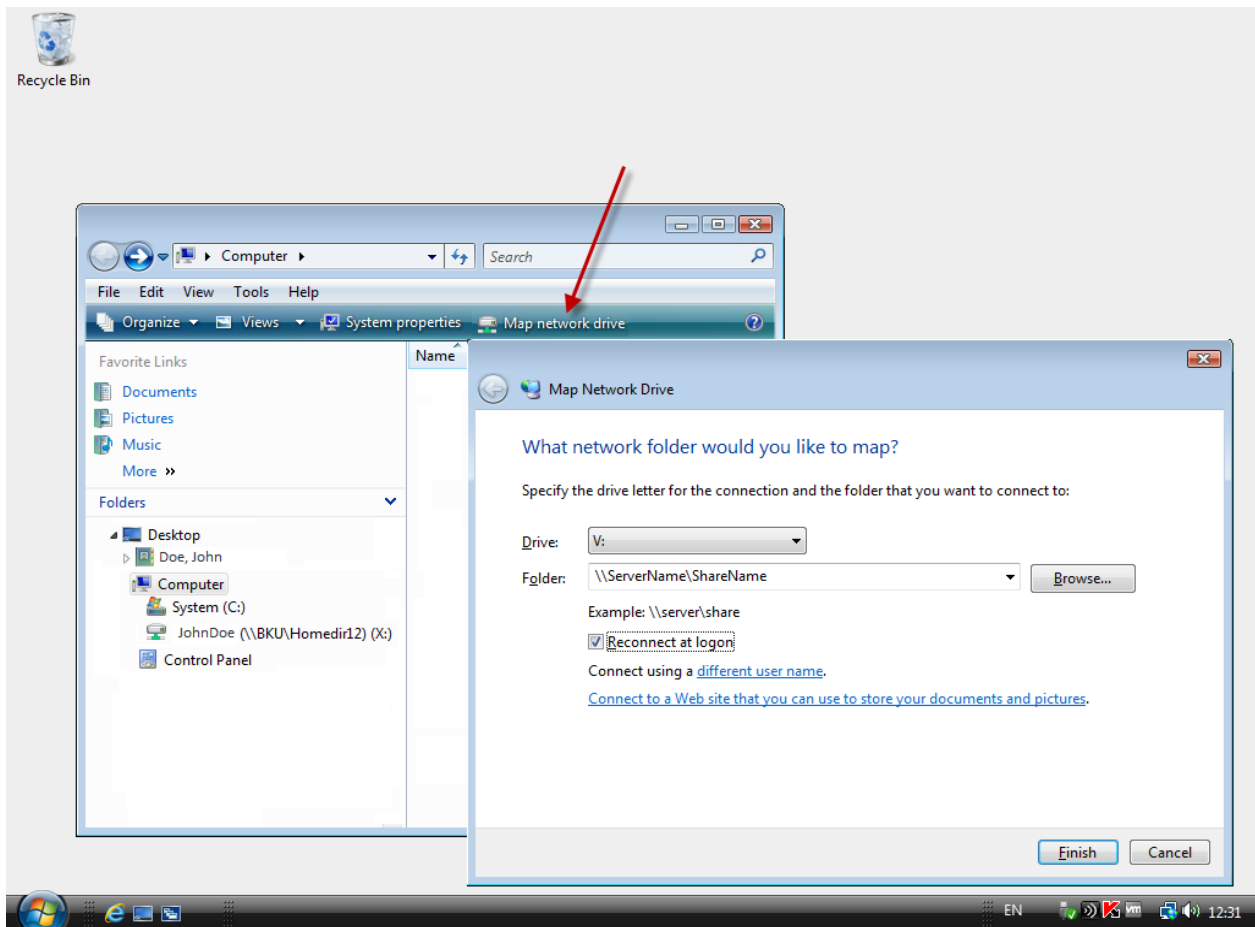 Recycle Bin
Computer
Search
File Edit View Tools Help
Organize Views System properties Map network drive
Favorite Links
Documents
Pictures
Music
More »
Folders
Desktop
Doe, John
Computer
System (C:)
JohnDoe (\\BKU\Homedir12) (X:)
Control Panel
Name
Map Network Drive
What network folder would you like to map?
Specify the drive letter for the connection and the folder that you want to connect to:
Drive: V:
Folder: \\ServerName\ShareName Browse...
Example: \\server\share
Reconnect at logon
Connect using a different user name.
Connect to a Web site that you can use to store your documents and pictures.
Finish Cancel
EN vm 12:31